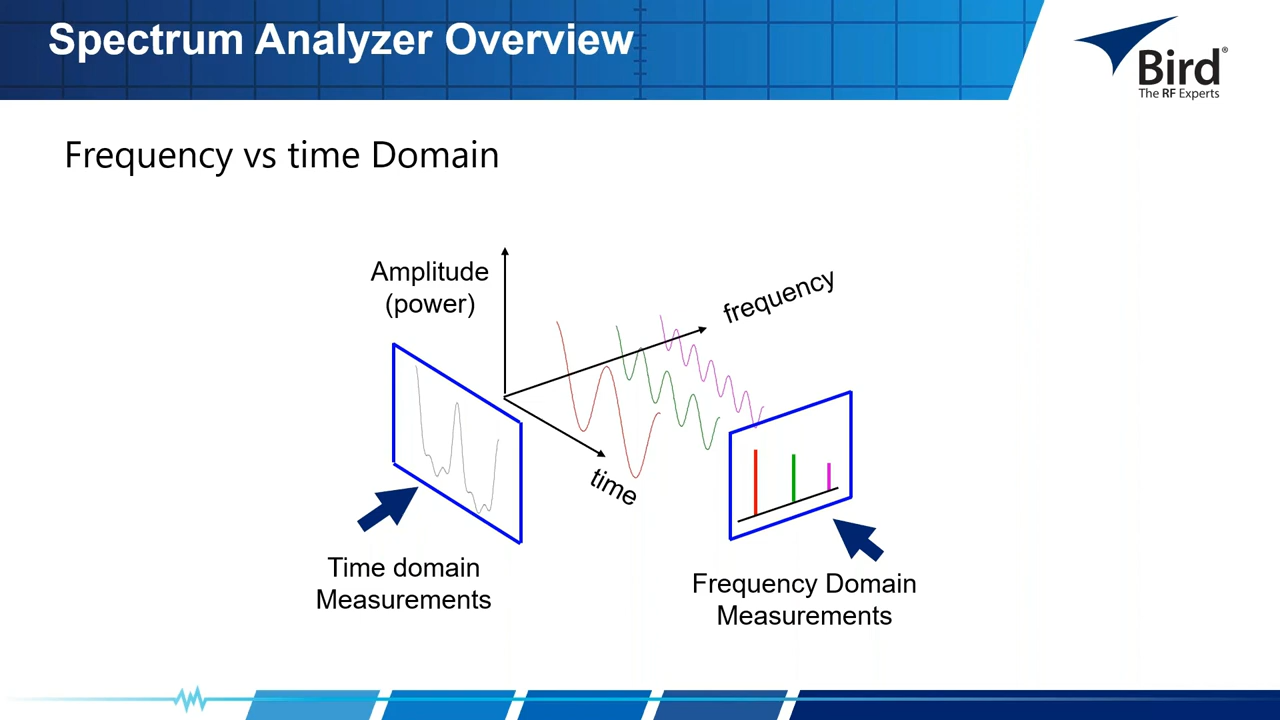 Spectrum Analyzer Overview
Bird®
The RF Experts
Frequency vs time Domain
Amplitude
(power)
frequency
time
Time domain
Measurements
Frequency Domain
Measurements